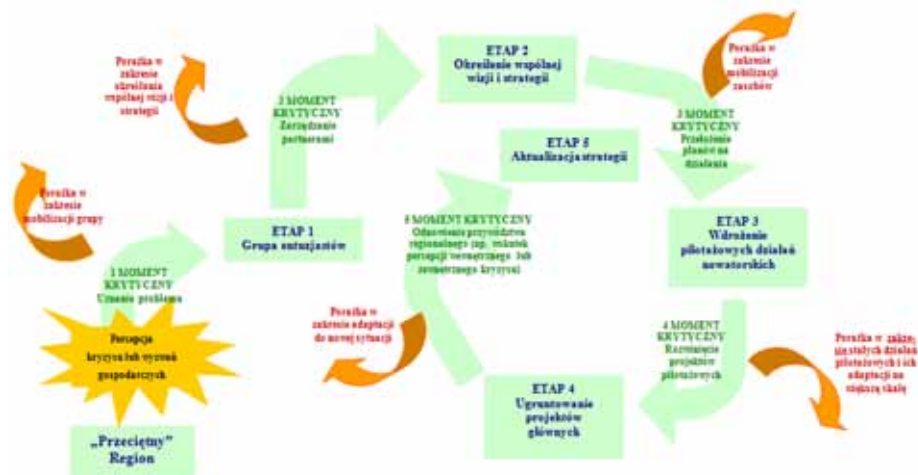 „Przeciętny”
Region
Percepcja
kryzysu lub wyzwań
gospodarczych
1 MOMENT
KRYTYCZNY
Uznanie problemu
Porażka w
zakresie
mobilizacji grupy
ETAP 1
Grupa entuzjastów
2 MOMENT
KRYTYCZNY
Zarządzanie
partnerami
Porażka w
zakresie
określenia
wspólnej wizji i
strategii
ETAP 2
Określenie wspólnej
wizji i strategii
3 MOMENT
KRYTYCZNY
Przełożenie
planów na
działania
Porażka w
zakresie
mobilizacji
zasobów
ETAP 3
Wdrożenie
pilotażowych działań
nowatorskich
4 MOMENT
KRYTYCZNY
Rozwinięcie
projektów
pilotażowych
Porażka w
stałych działań
pilotażowych i ich
adaptacji na
większą skalę
ETAP 4
Ugruntowanie
projektów
głównych
5 MOMENT KRYTYCZNY
Odnowienie przywództwa
regionalnego (np. wskutek
percepcji wewnętrznego lub
zewnętrznego kryzysu)
Porażka w
zakresie adaptacji
do nowej sytuacji
ETAP 5
Aktualizacja strategii